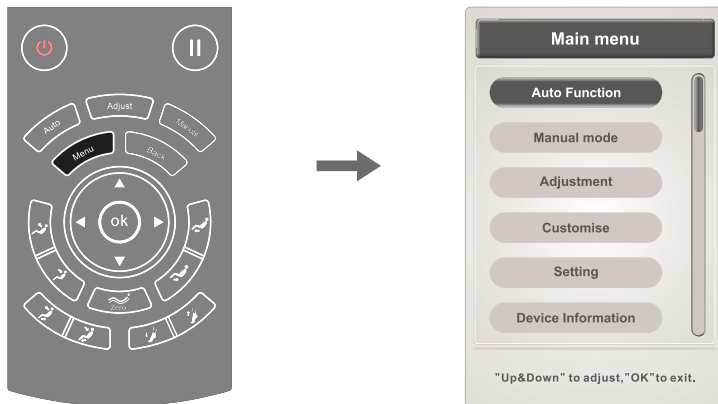 Auto
Adjust
Manual
Menu
Back
ok
Zero
Main menu
Auto Function
Manual mode
Adjustment
Customise
Setting
Device Information
"Up&Down" to adjust,"OK"to exit.